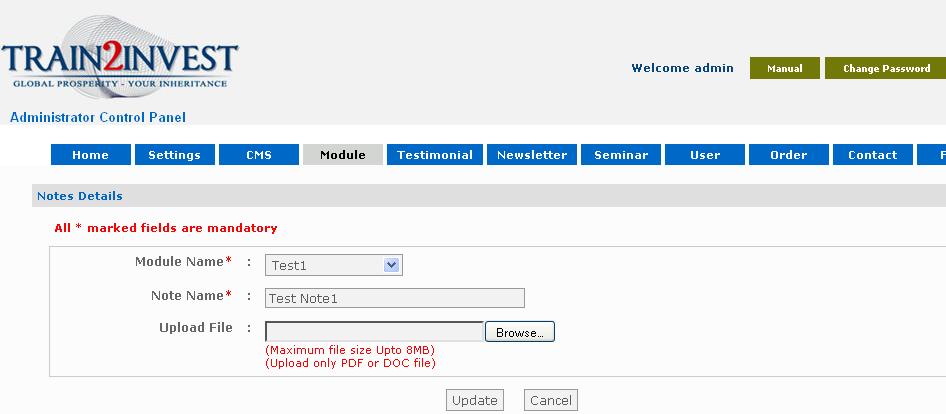 TRAIN2INVEST
GLOBAL PROSPERITY - YOUR INHERITANCE
Welcome admin
Manual
Change Password
Administrator Control Panel
Home
Settings
CMS
Module
Testimonial
Newsletter
Seminar
User
Order
Contact
F
Notes Details
All * marked fields are mandatory
Module Name* : Test1
Note Name* : Test Note1
Upload File : Browse...
(Maximum file size Upto 8MB)
(Upload only PDF or DOC file)
Update Cancel